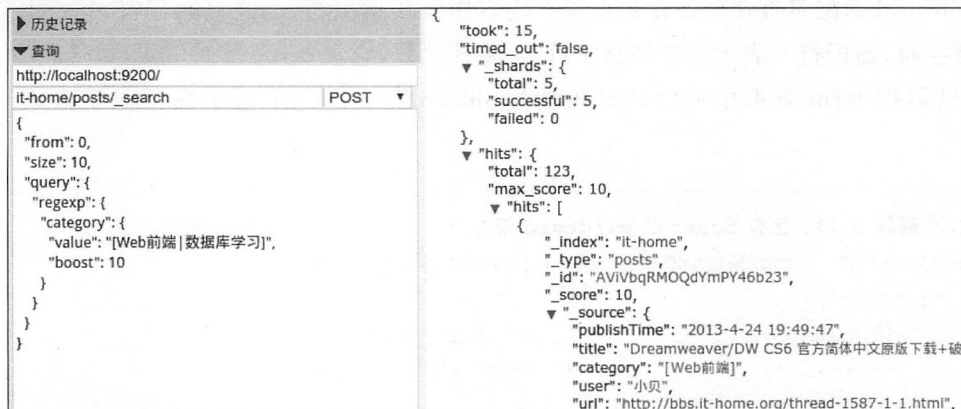 历史记录
查询
http://localhost:9200/
it-home/posts/_search POST
{
"from": 0,
"size": 10,
"query": {
"regexp": {
"category": {
"value": "[Web前端|数据库学习]",
"boost": 10
}
}
}
}
{
"took": 15,
"timed_out": false,
"_shards": {
"total": 5,
"successful": 5,
"failed": 0
},
"hits": {
"total": 123,
"max_score": 10,
"hits": [
{
"_index": "it-home",
"_type": "posts",
"_id": "AViVbqRMOQdYmPY46b23",
"_score": 10,
"_source": {
"publishTime": "2013-4-24 19:49:47",
"title": "Dreamweaver/DW CS6 官方简体中文原版下载+破
"category": "[Web前端]",
"user": "小贝",
"url": "http://bbs.it-home.org/thread-1587-1-1.html",